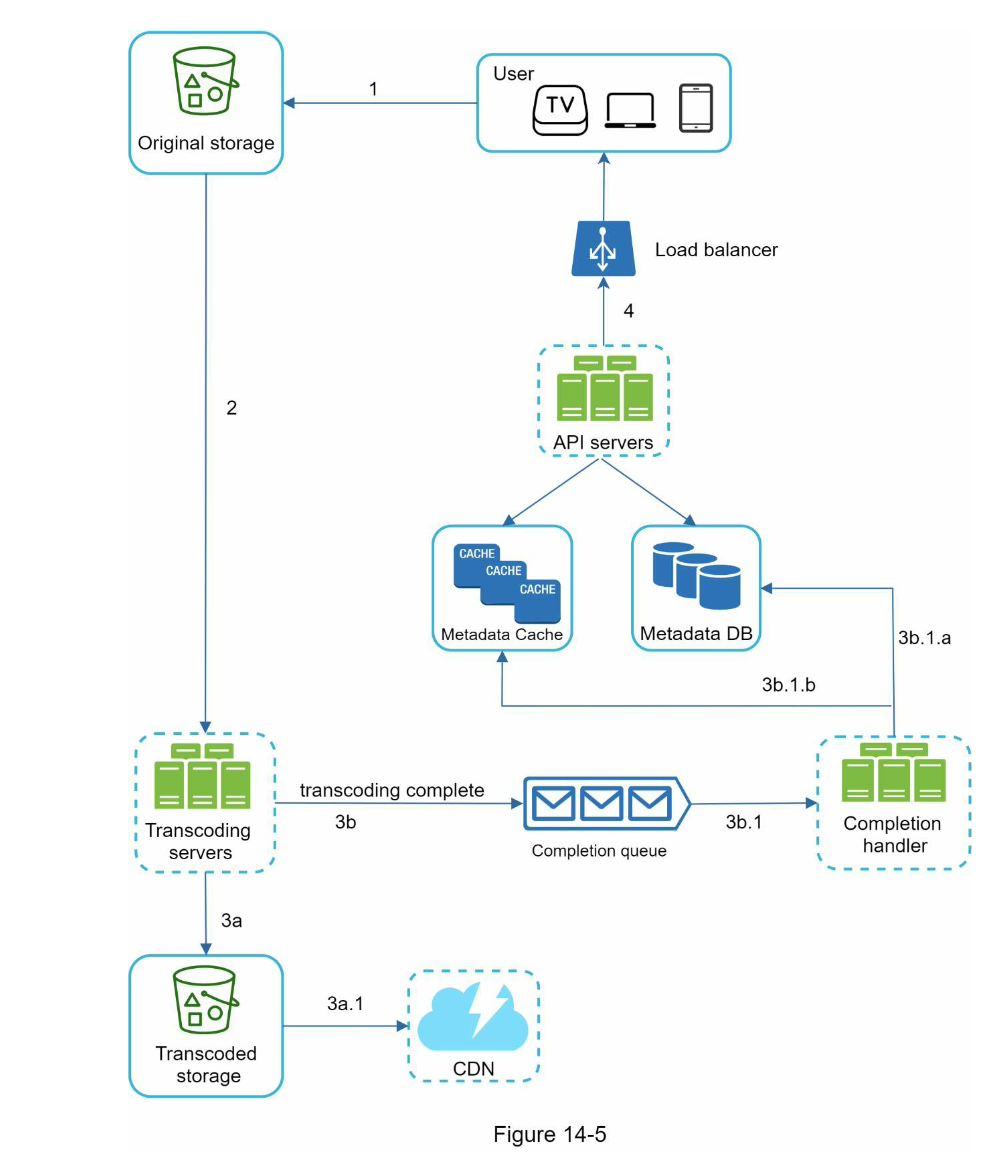 User
TV
1
Original storage
Load balancer
4
2
API servers
CACHE
CACHE
CACHE
Metadata Cache
Metadata DB
3b.1.a
3b.1.b
transcoding complete
3b
3b.1
Transcoding
servers
Completion queue
Completion
handler
3a
3a.1
Transcoded
storage
CDN
Figure 14-5